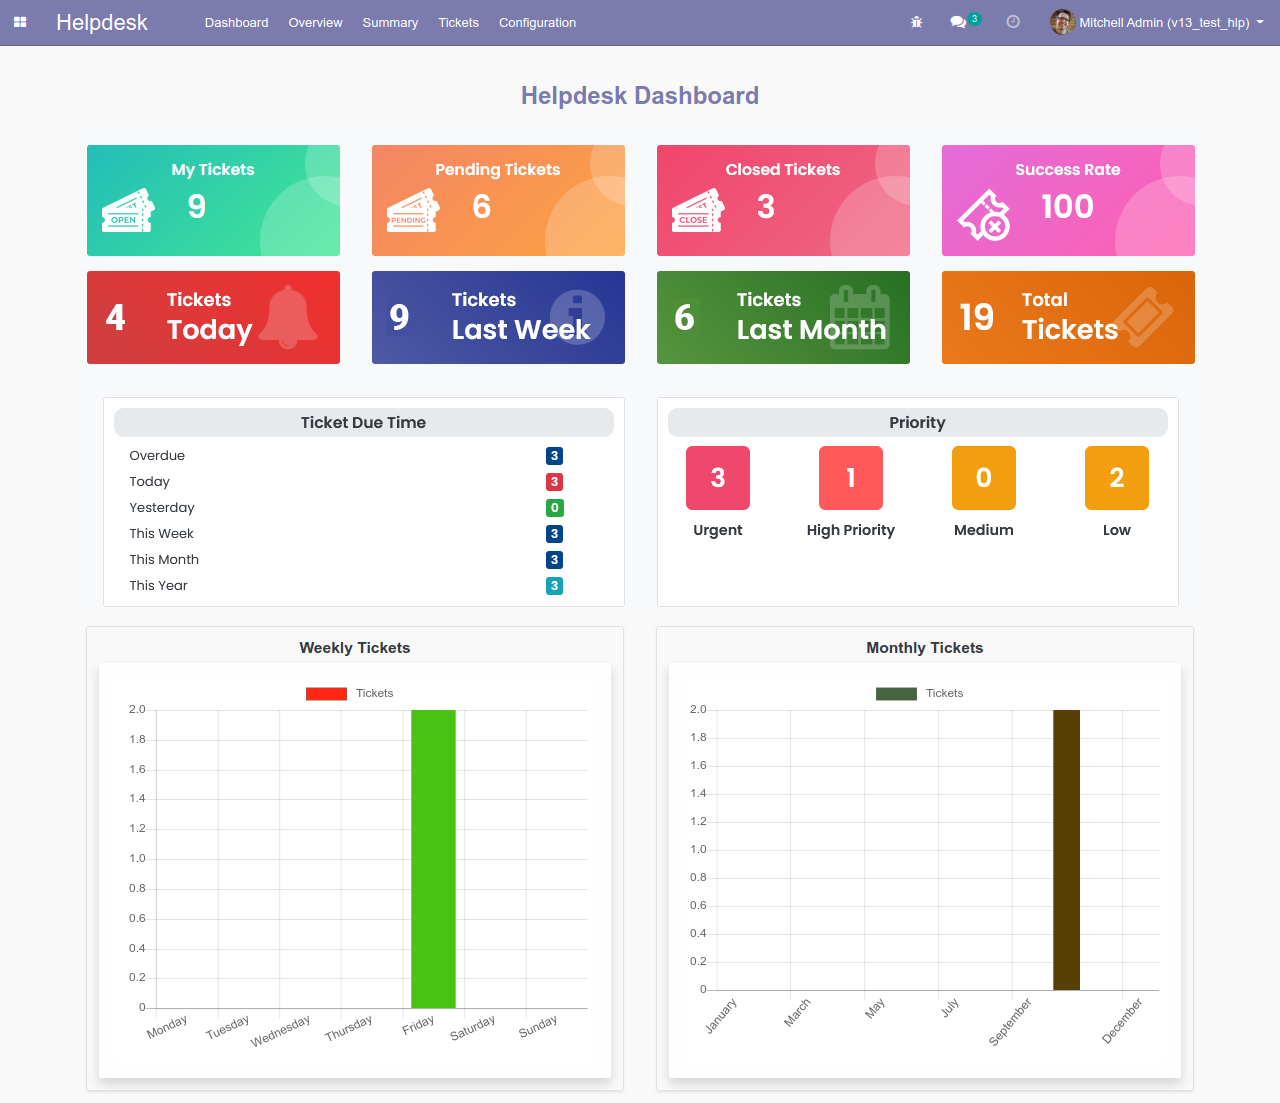 Helpdesk Dashboard Overview Summary Tickets Configuration 3 Mitchell Admin (v13_test_hlp)
Helpdesk Dashboard
My Tickets
9
OPEN
Pending Tickets
6
PENDING
Closed Tickets
3
CLOSE
Success Rate
100
4
Tickets
Today
9
Tickets
Last Week
6
Tickets
Last Month
19
Total
Tickets
Ticket Due Time
Overdue 3
Today 3
Yesterday 0
This Week 3
This Month 3
This Year 3
Priority
3 1 0 2
Urgent High Priority Medium Low
Weekly Tickets
Tickets
2.0
1.8
1.6
1.4
1.2
1.0
0.8
0.6
0.4
0.2
0
Monday Tuesday Wednesday Thursday Friday Saturday Sunday
Monthly Tickets
Tickets
2.0
1.8
1.6
1.4
1.2
1.0
0.8
0.6
0.4
0.2
0
January March May July September December